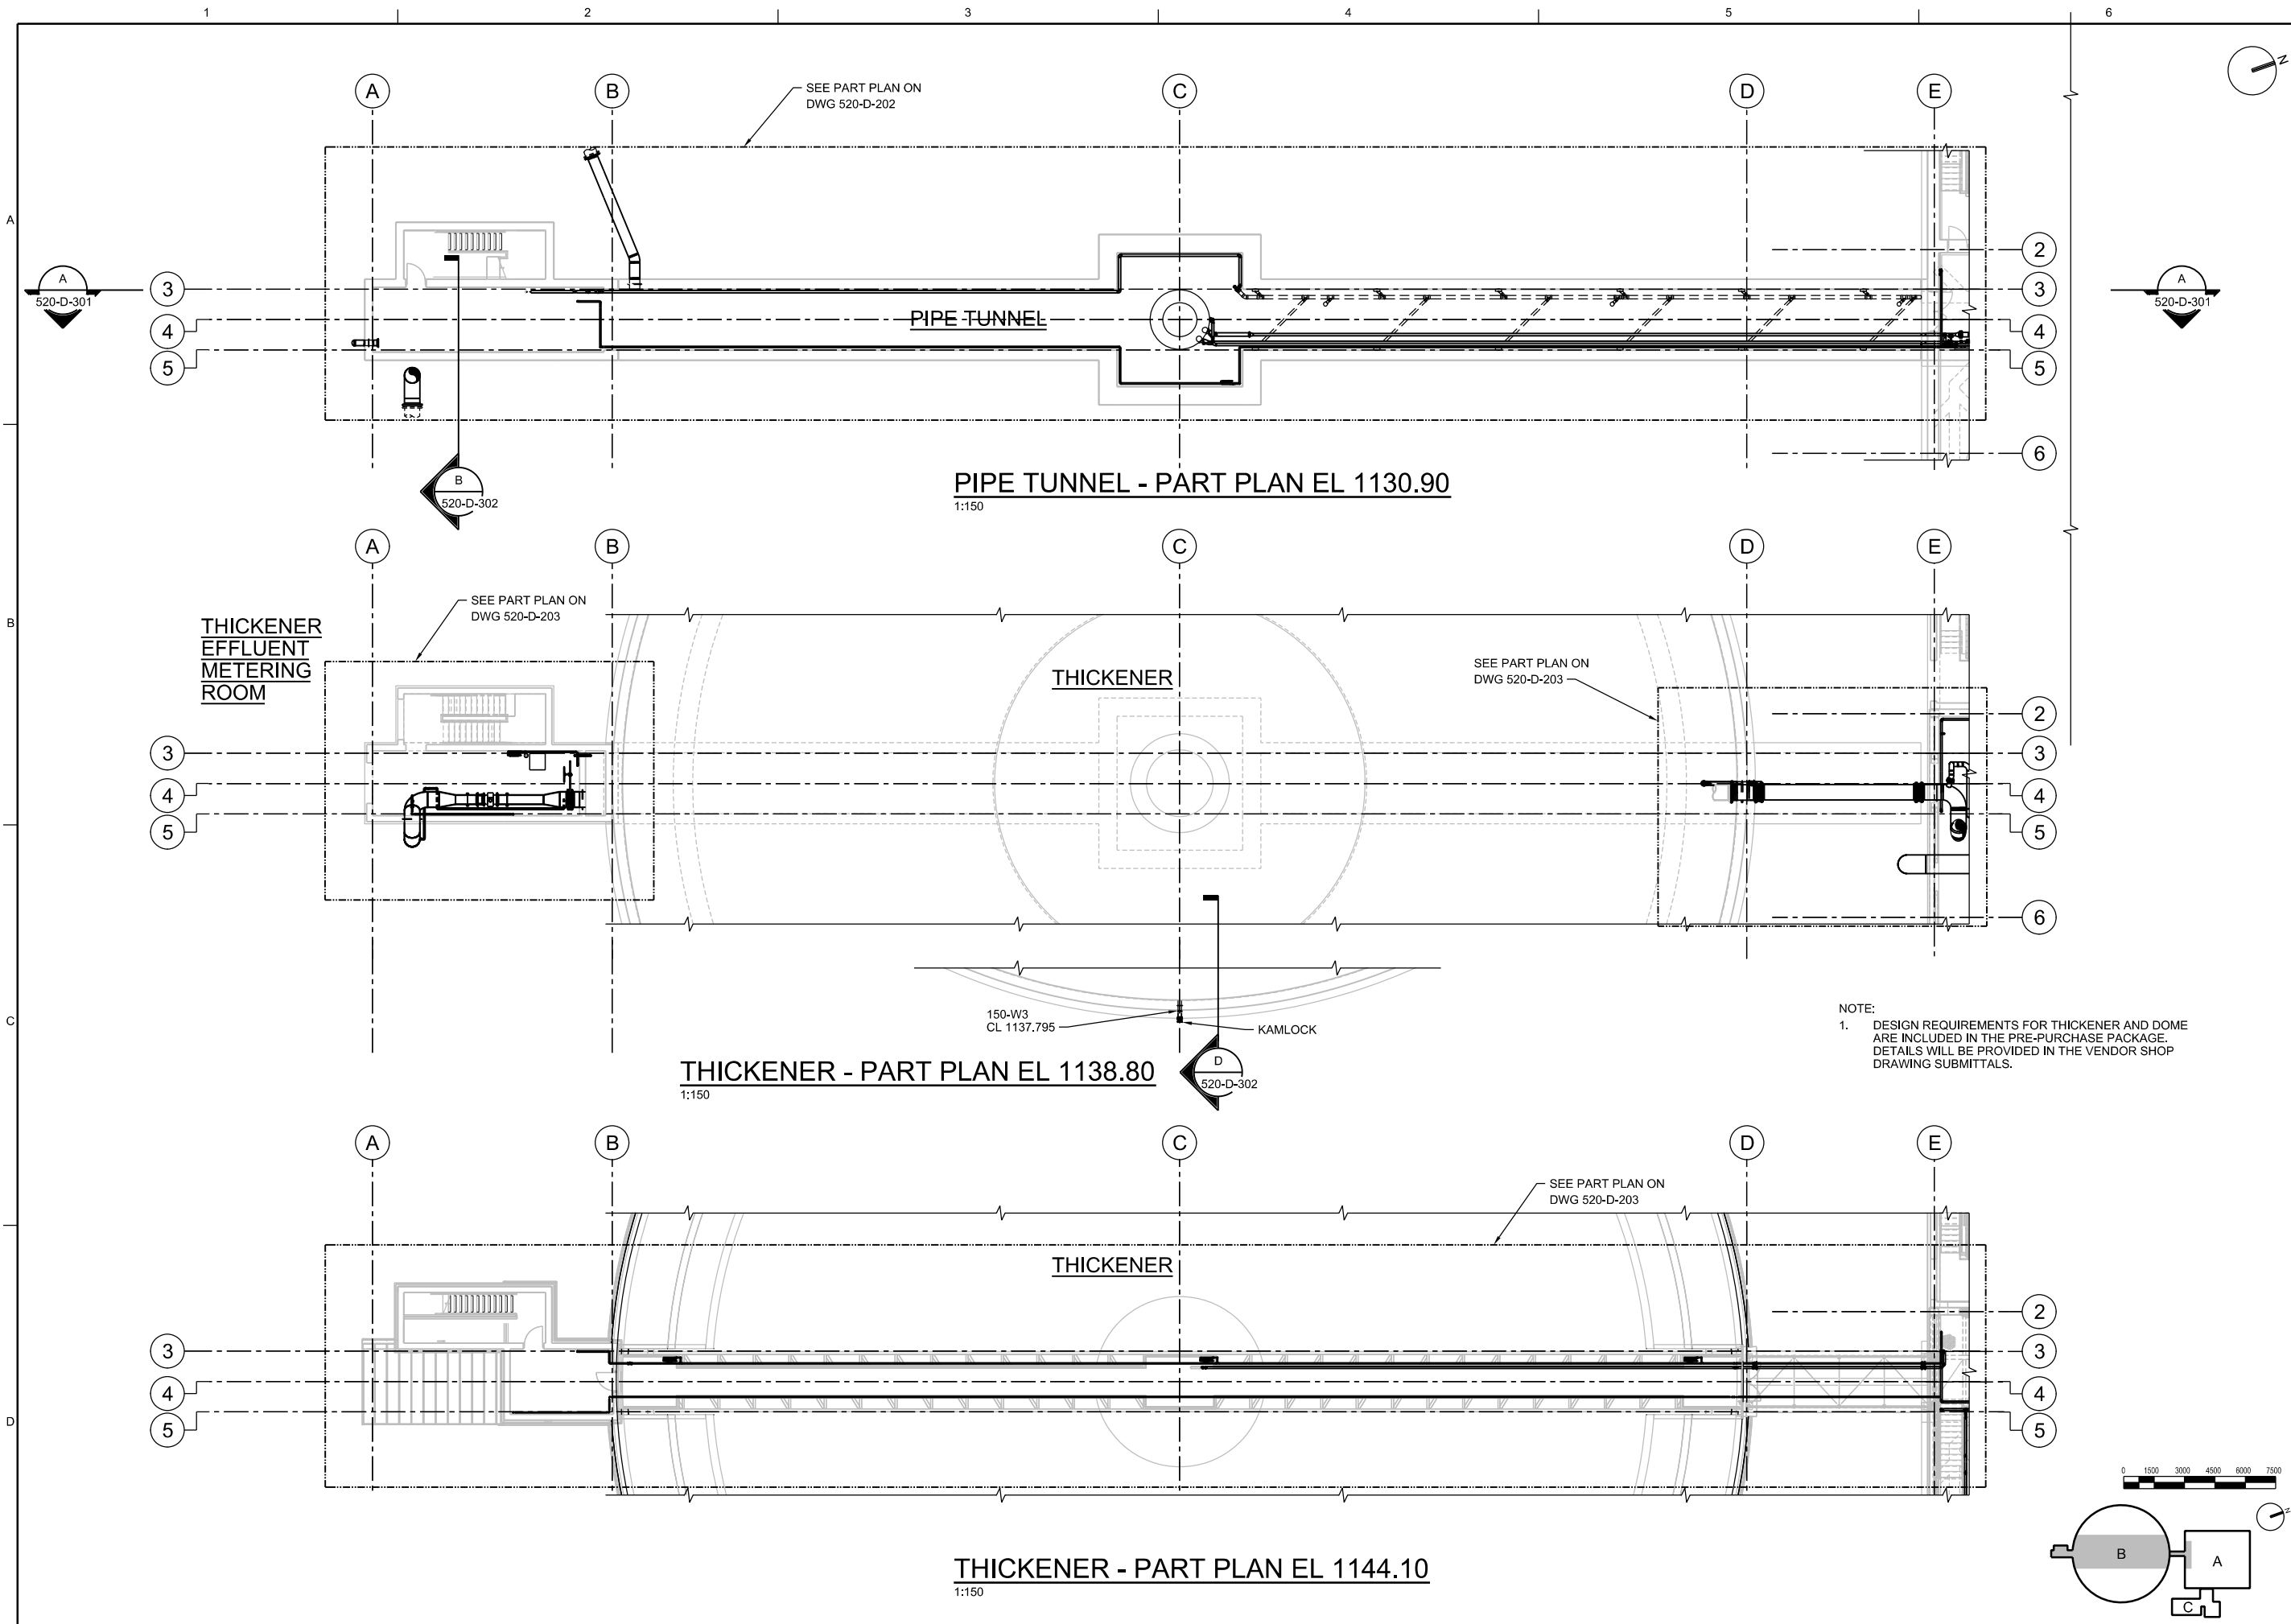 1 2 3 4 5 6
N
A B C D E
SEE PART PLAN ON
DWG 520-D-202
A
A
520-D-301
A
520-D-301
2
3 3
4 4
5 5
6
PIPE TUNNEL
B
520-D-302
PIPE TUNNEL - PART PLAN EL 1130.90
1:150
A B C D E
B
THICKENER
EFFLUENT
METERING
ROOM
SEE PART PLAN ON
DWG 520-D-203
THICKENER
SEE PART PLAN ON
DWG 520-D-203
2
3 3
4 4
5 5
6
C
150-W3
CL 1137.795
KAMLOCK
D
520-D-302
THICKENER - PART PLAN EL 1138.80
1:150
NOTE:
1. DESIGN REQUIREMENTS FOR THICKENER AND DOME
ARE INCLUDED IN THE PRE-PURCHASE PACKAGE.
DETAILS WILL BE PROVIDED IN THE VENDOR SHOP
DRAWING SUBMITTALS.
A B C D E
SEE PART PLAN ON
DWG 520-D-203
THICKENER
2
3 3
4 4
5 5
D
0 1500 3000 4500 6000 7500
N
B
A
C
THICKENER - PART PLAN EL 1144.10
1:150